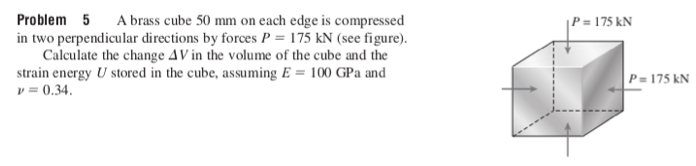 Problem 5 A brass cube 50 mm on each edge is compressed
in two perpendicular directions by forces P = 175 kN (see figure).
Calculate the change ΔV in the volume of the cube and the
strain energy U stored in the cube, assuming E = 100 GPa and
ν = 0.34.
P = 175 kN
P = 175 kN